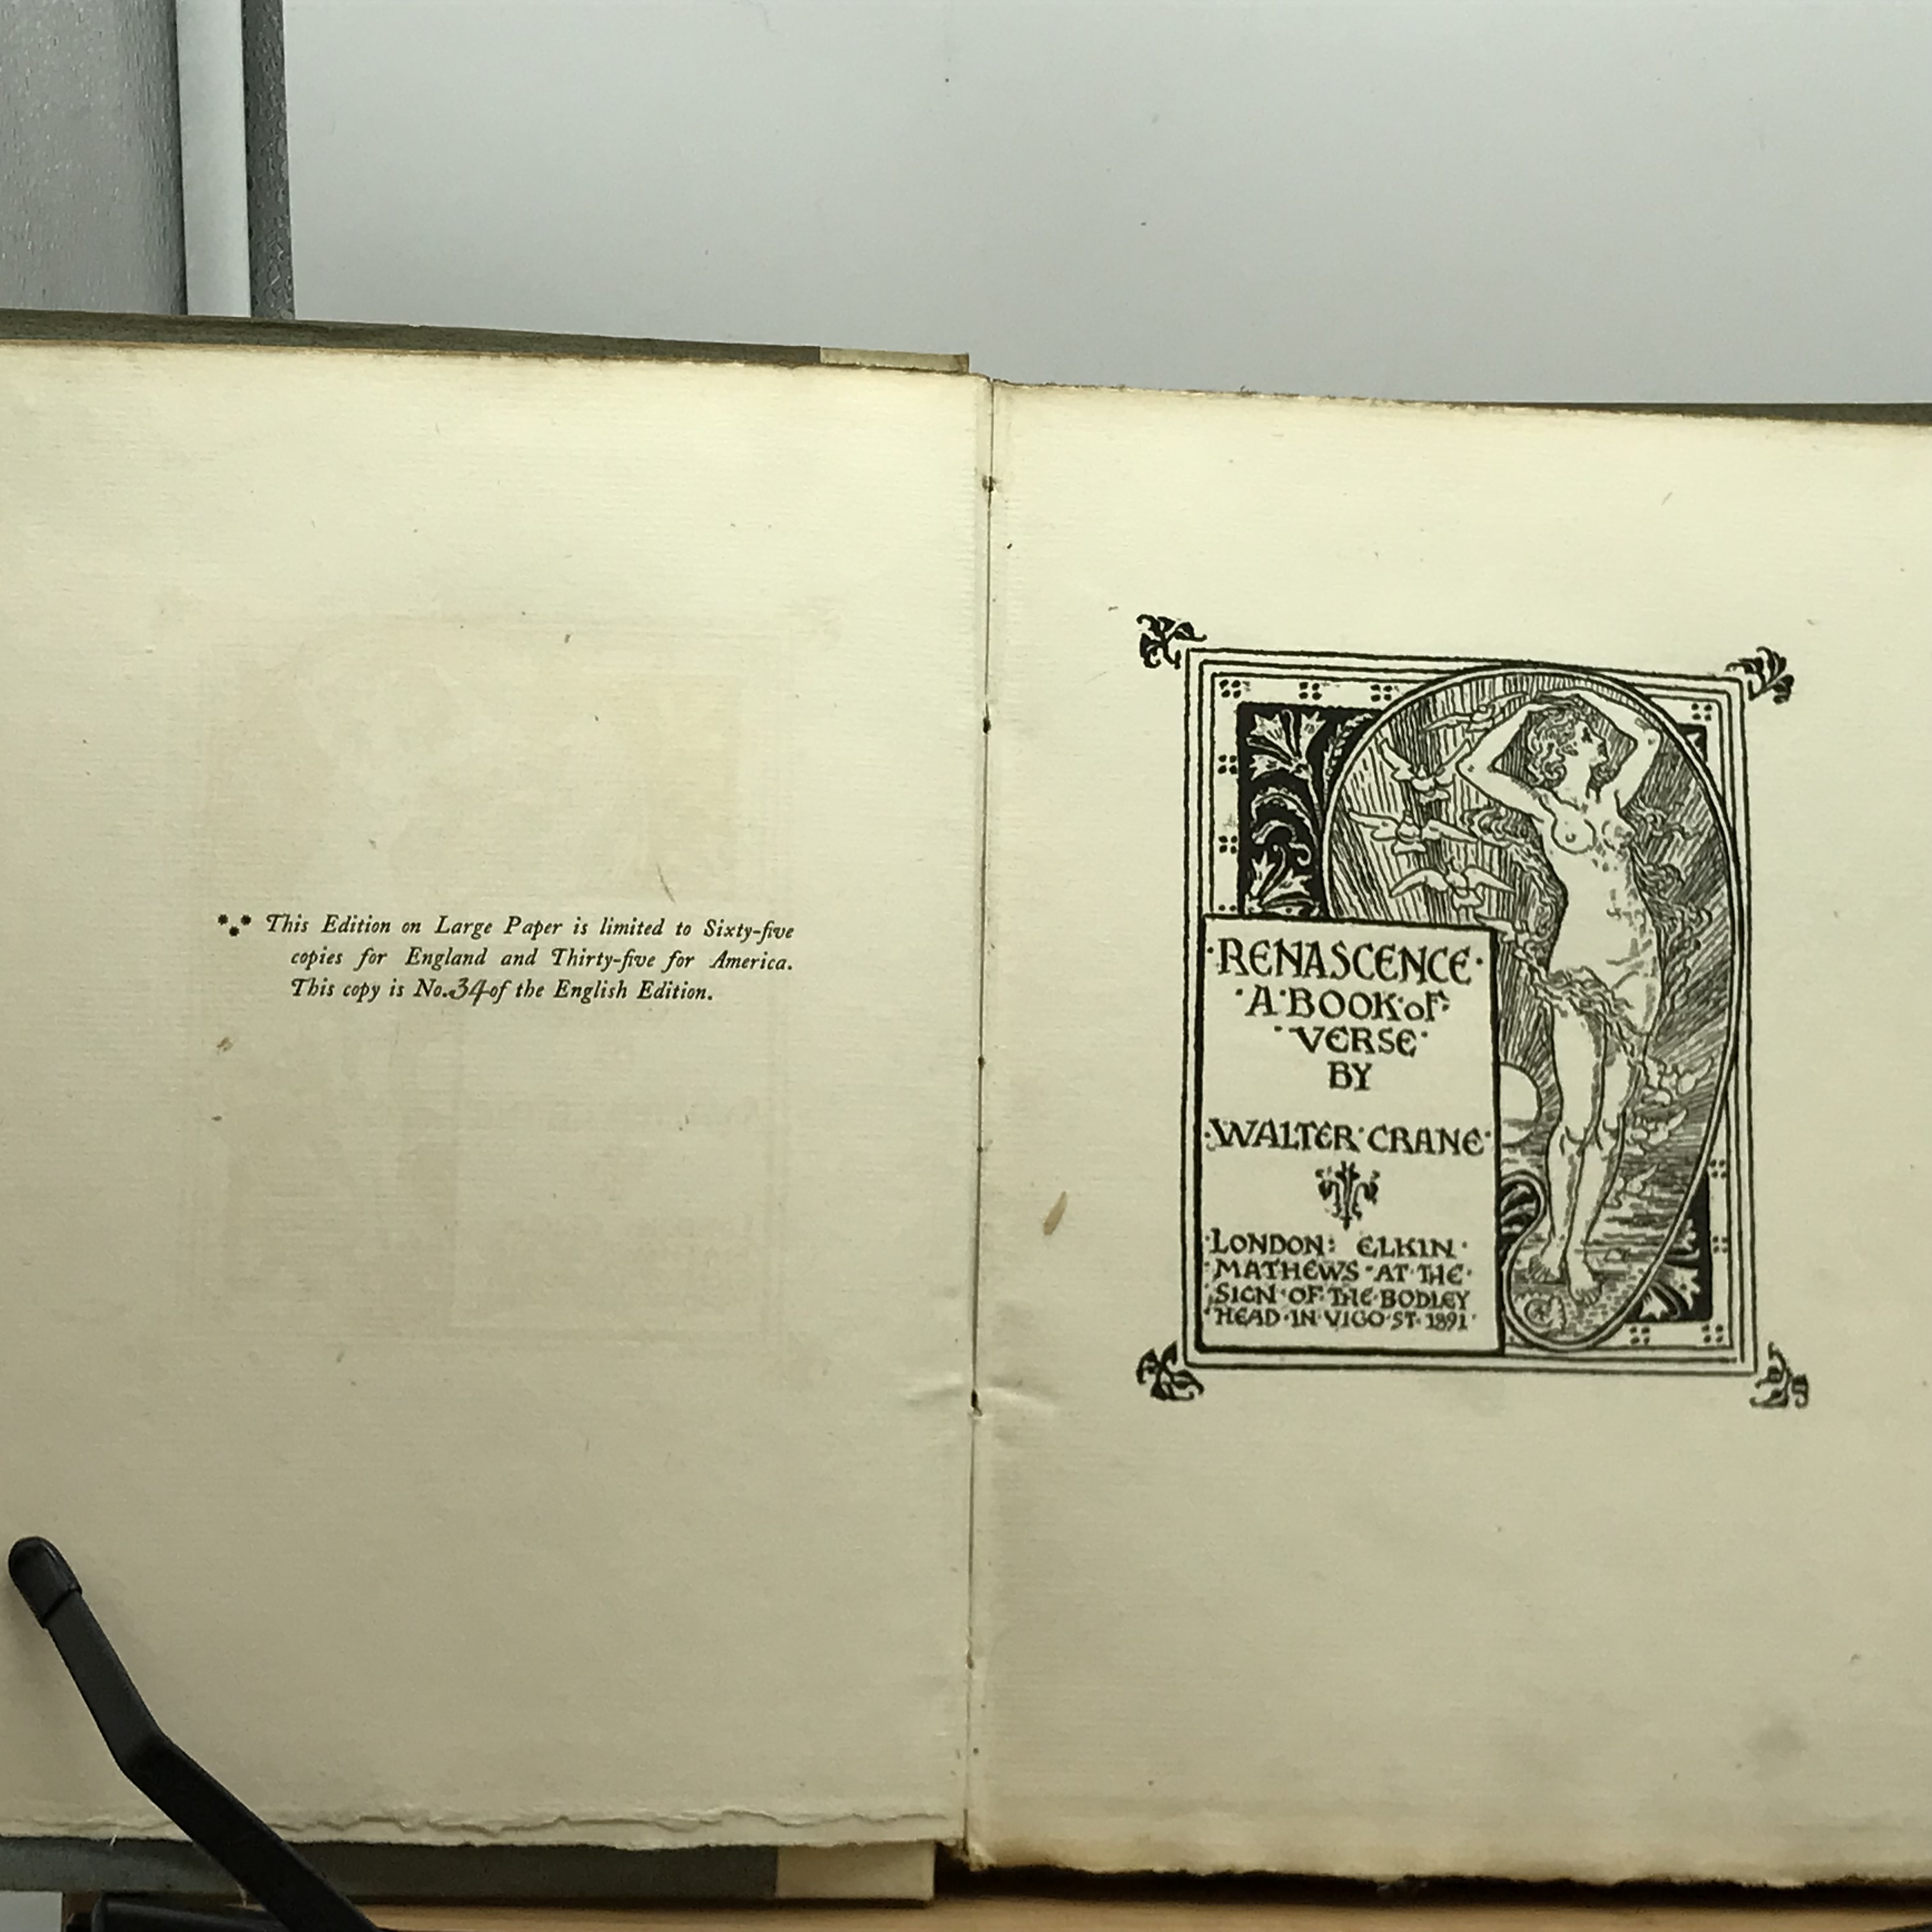 ⁂ This Edition on Large Paper is limited to Sixty-five
copies for England and Thirty-five for America.
This copy is No. 34 of the English Edition.
·RENASCENCE·
·A·BOOK·OF·
·VERSE·
BY
·WALTER·CRANE·
·LONDON: ELKIN·
·MATHEWS·AT·THE·
·SIGN·OF·THE·BODLEY
·HEAD·IN·VIGO·ST·1891·